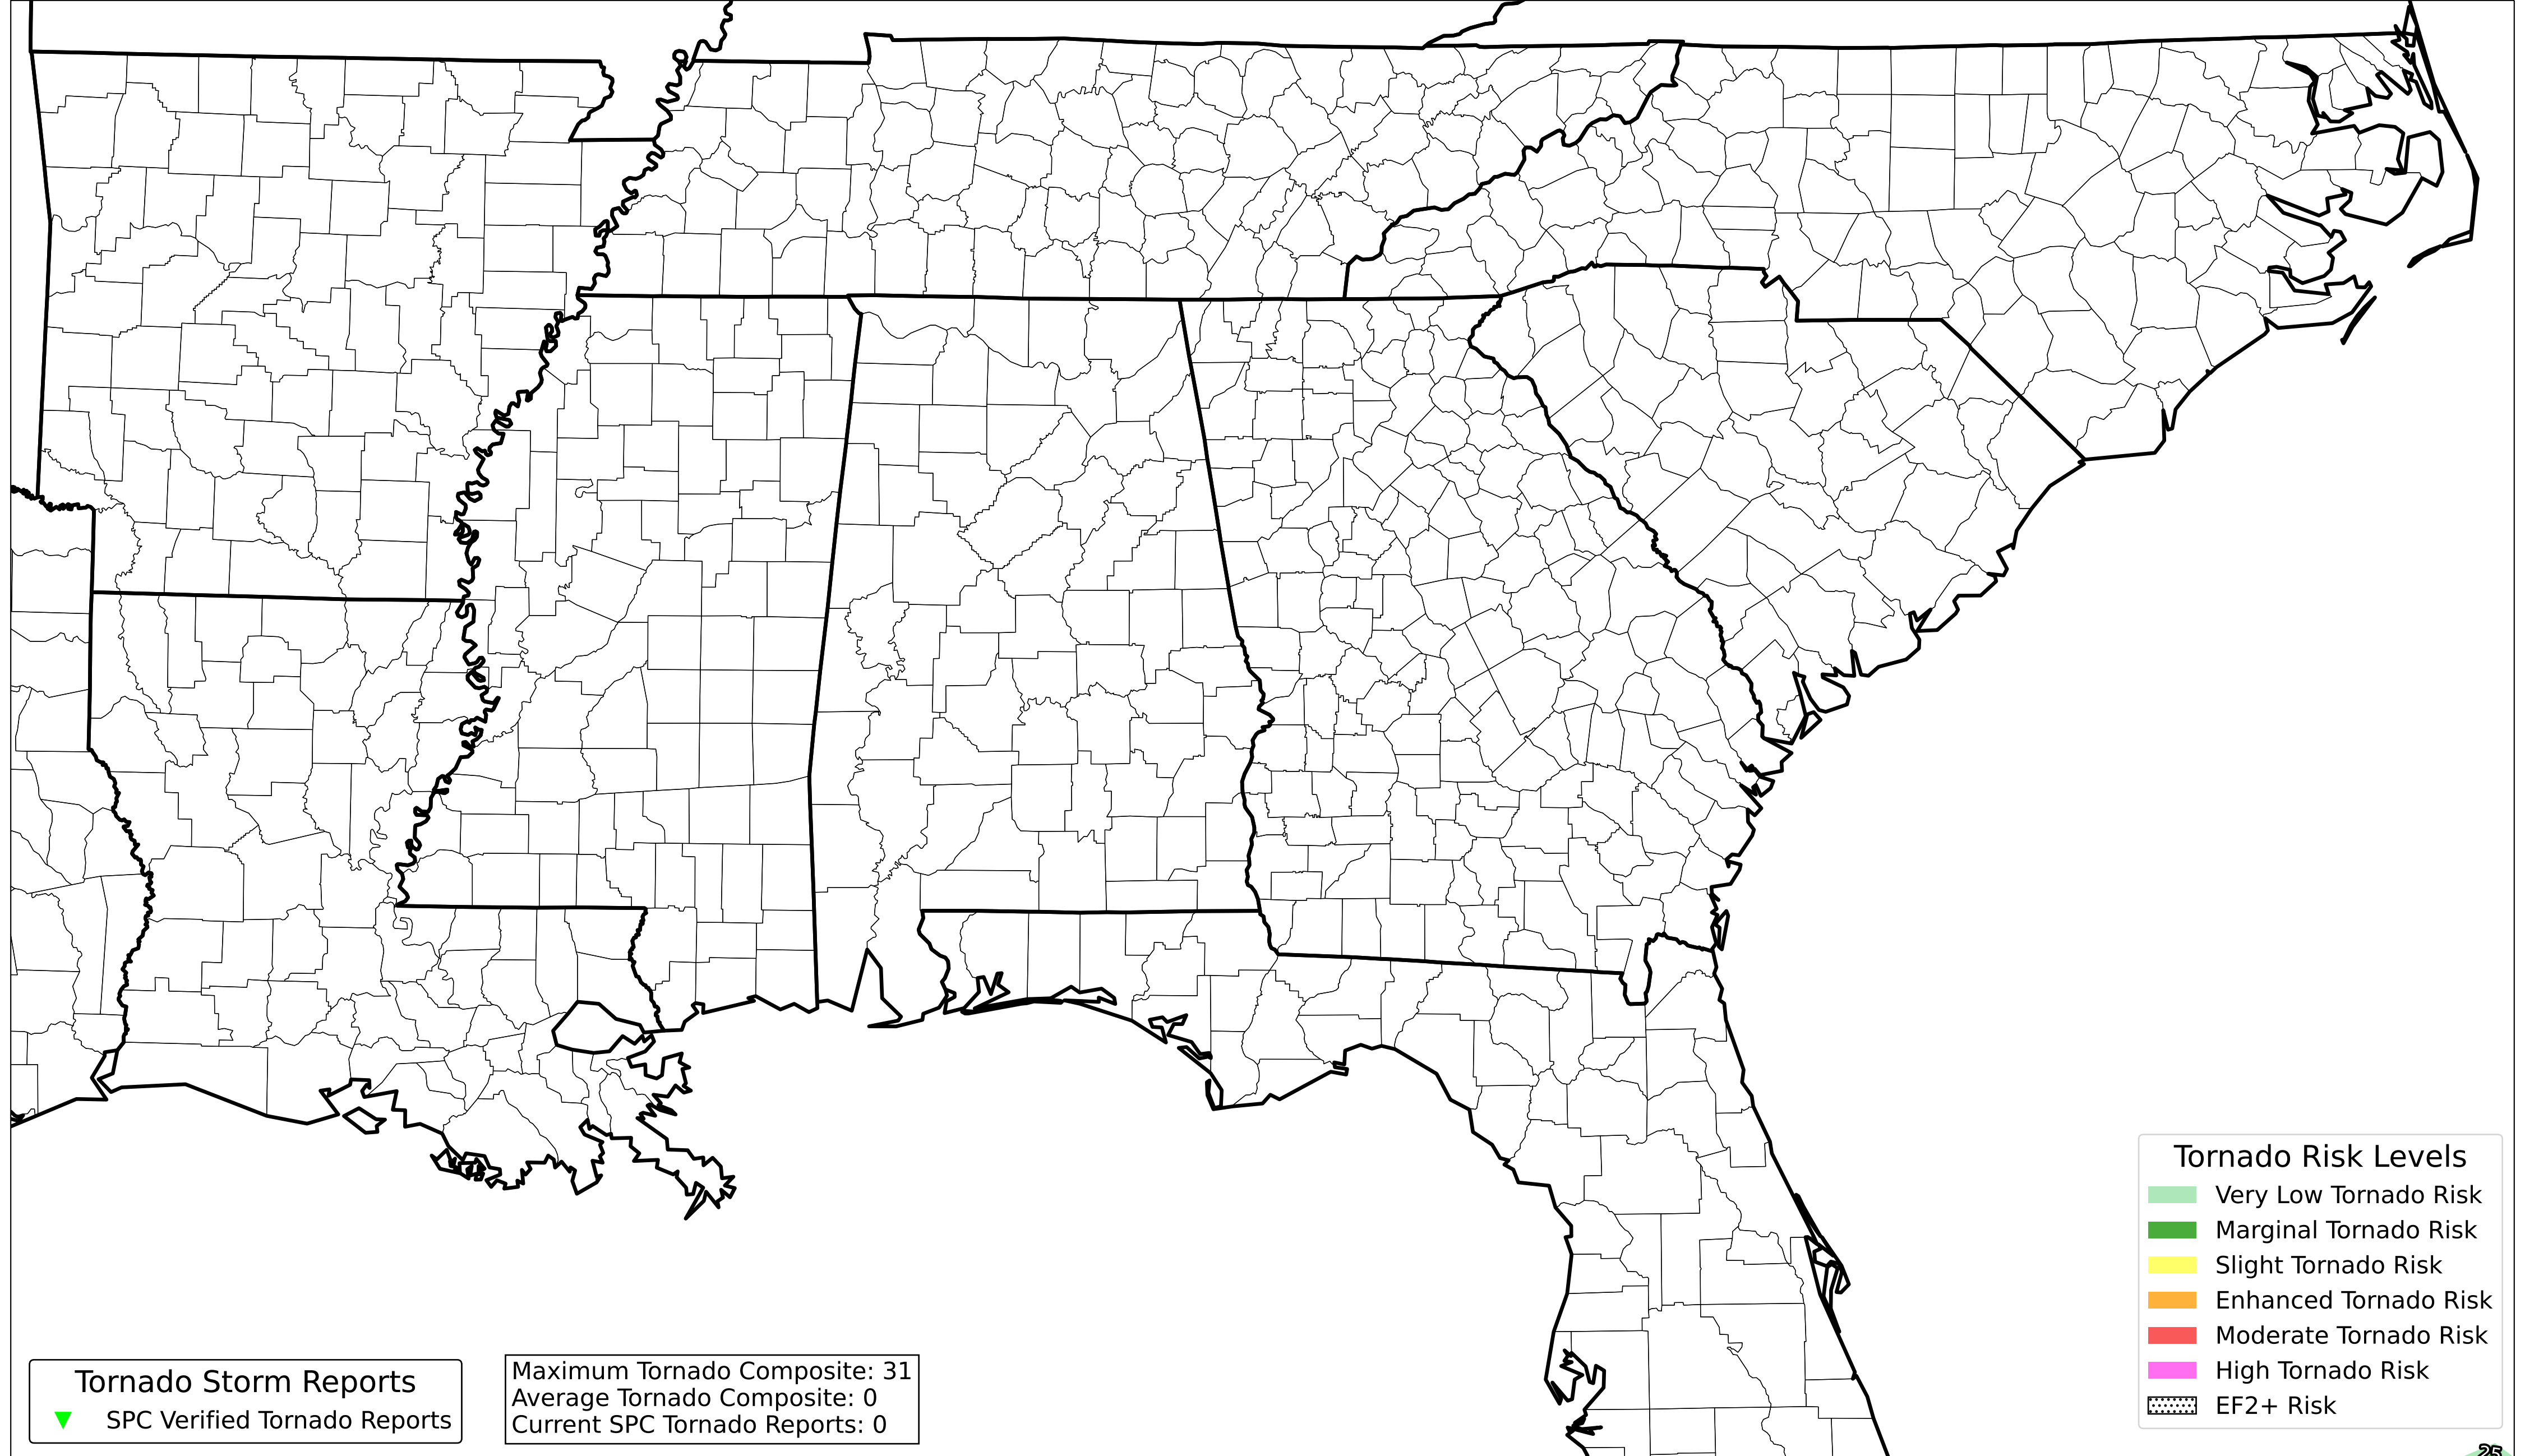 Tornado Risk Levels
Very Low Tornado Risk
Marginal Tornado Risk
Slight Tornado Risk
Enhanced Tornado Risk
Moderate Tornado Risk
High Tornado Risk
EF2+ Risk
Tornado Storm Reports
SPC Verified Tornado Reports
Maximum Tornado Composite: 31
Average Tornado Composite: 0
Current SPC Tornado Reports: 0
25